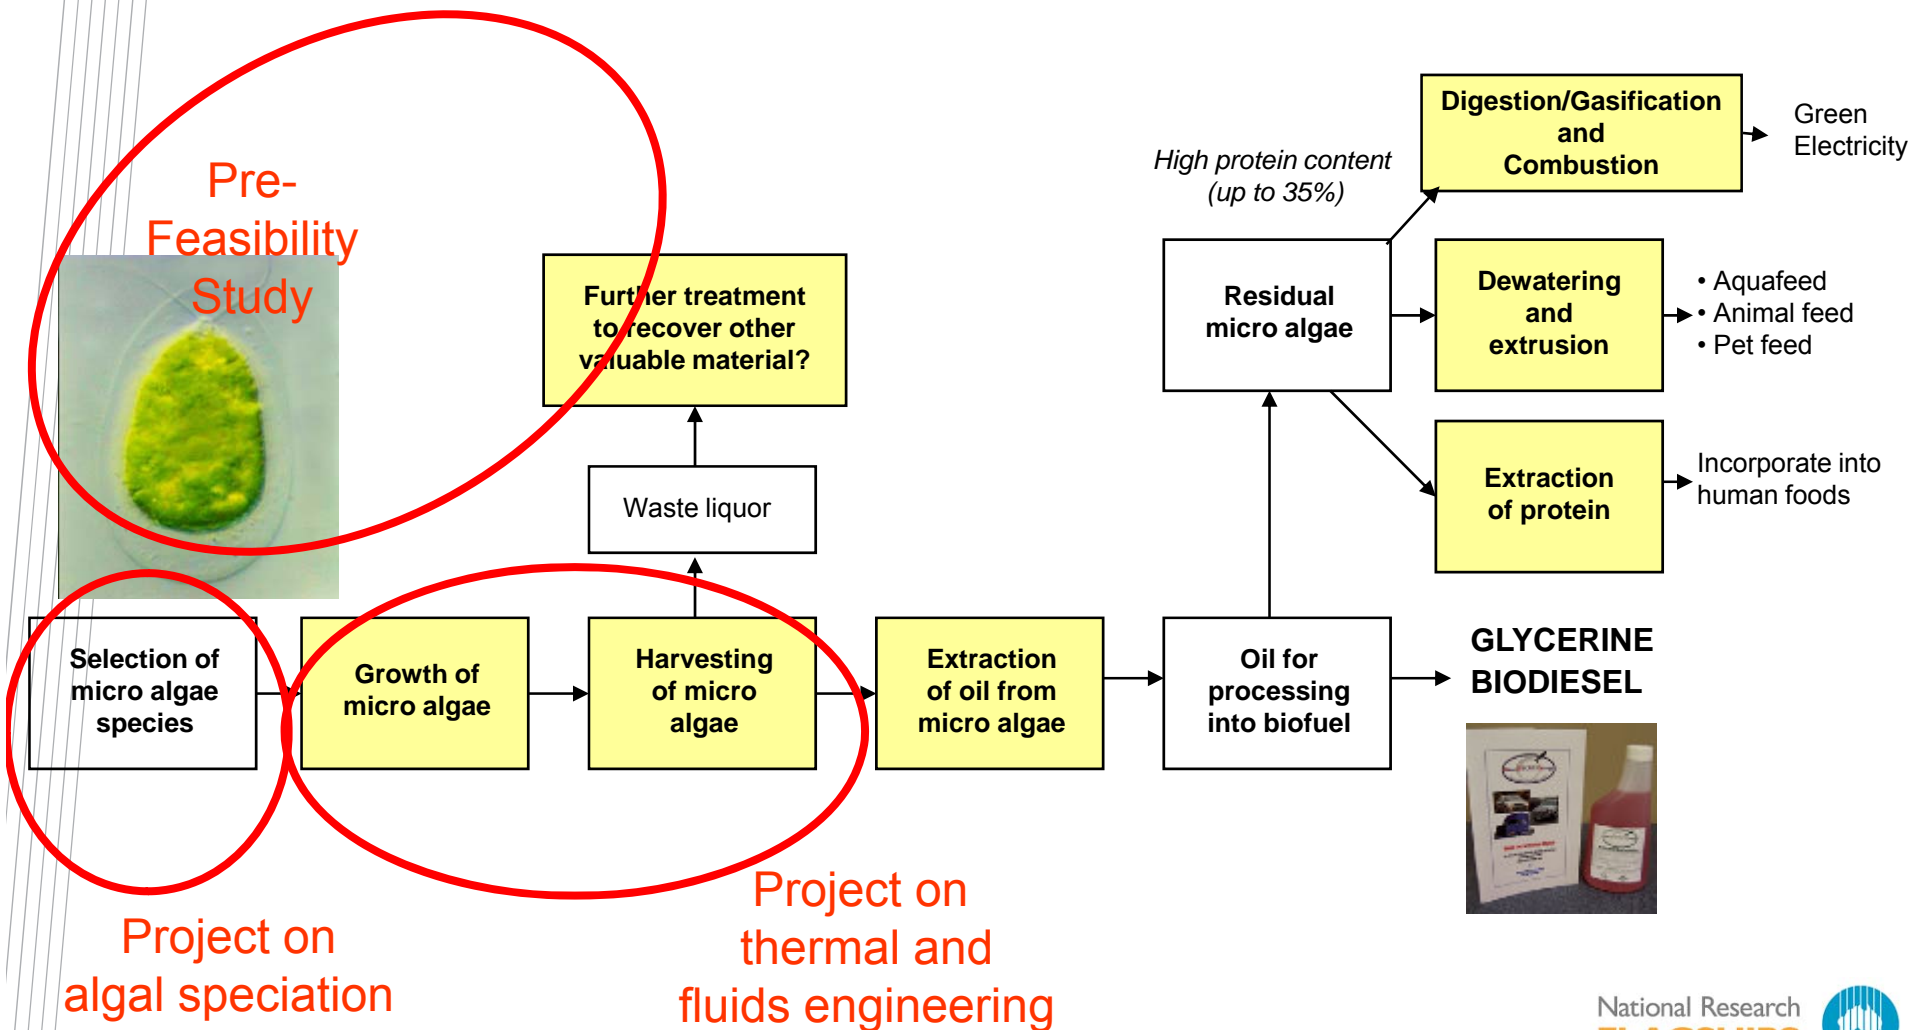 Pre-
Feasibility
Study
Further treatment
to recover other
valuable material?
Waste liquor
High protein content
(up to 35%)
Digestion/Gasification
and
Combustion
Green
Electricity
Residual
micro algae
Dewatering
and
extrusion
• Aquafeed
• Animal feed
• Pet feed
Extraction
of protein
Incorporate into
human foods
Selection of
micro algae
species
Growth of
micro algae
Harvesting
of micro
algae
Extraction
of oil from
micro algae
Oil for
processing
into biofuel
GLYCERINE
BIODIESEL
Project on
algal speciation
Project on
thermal and
fluids engineering
National Research